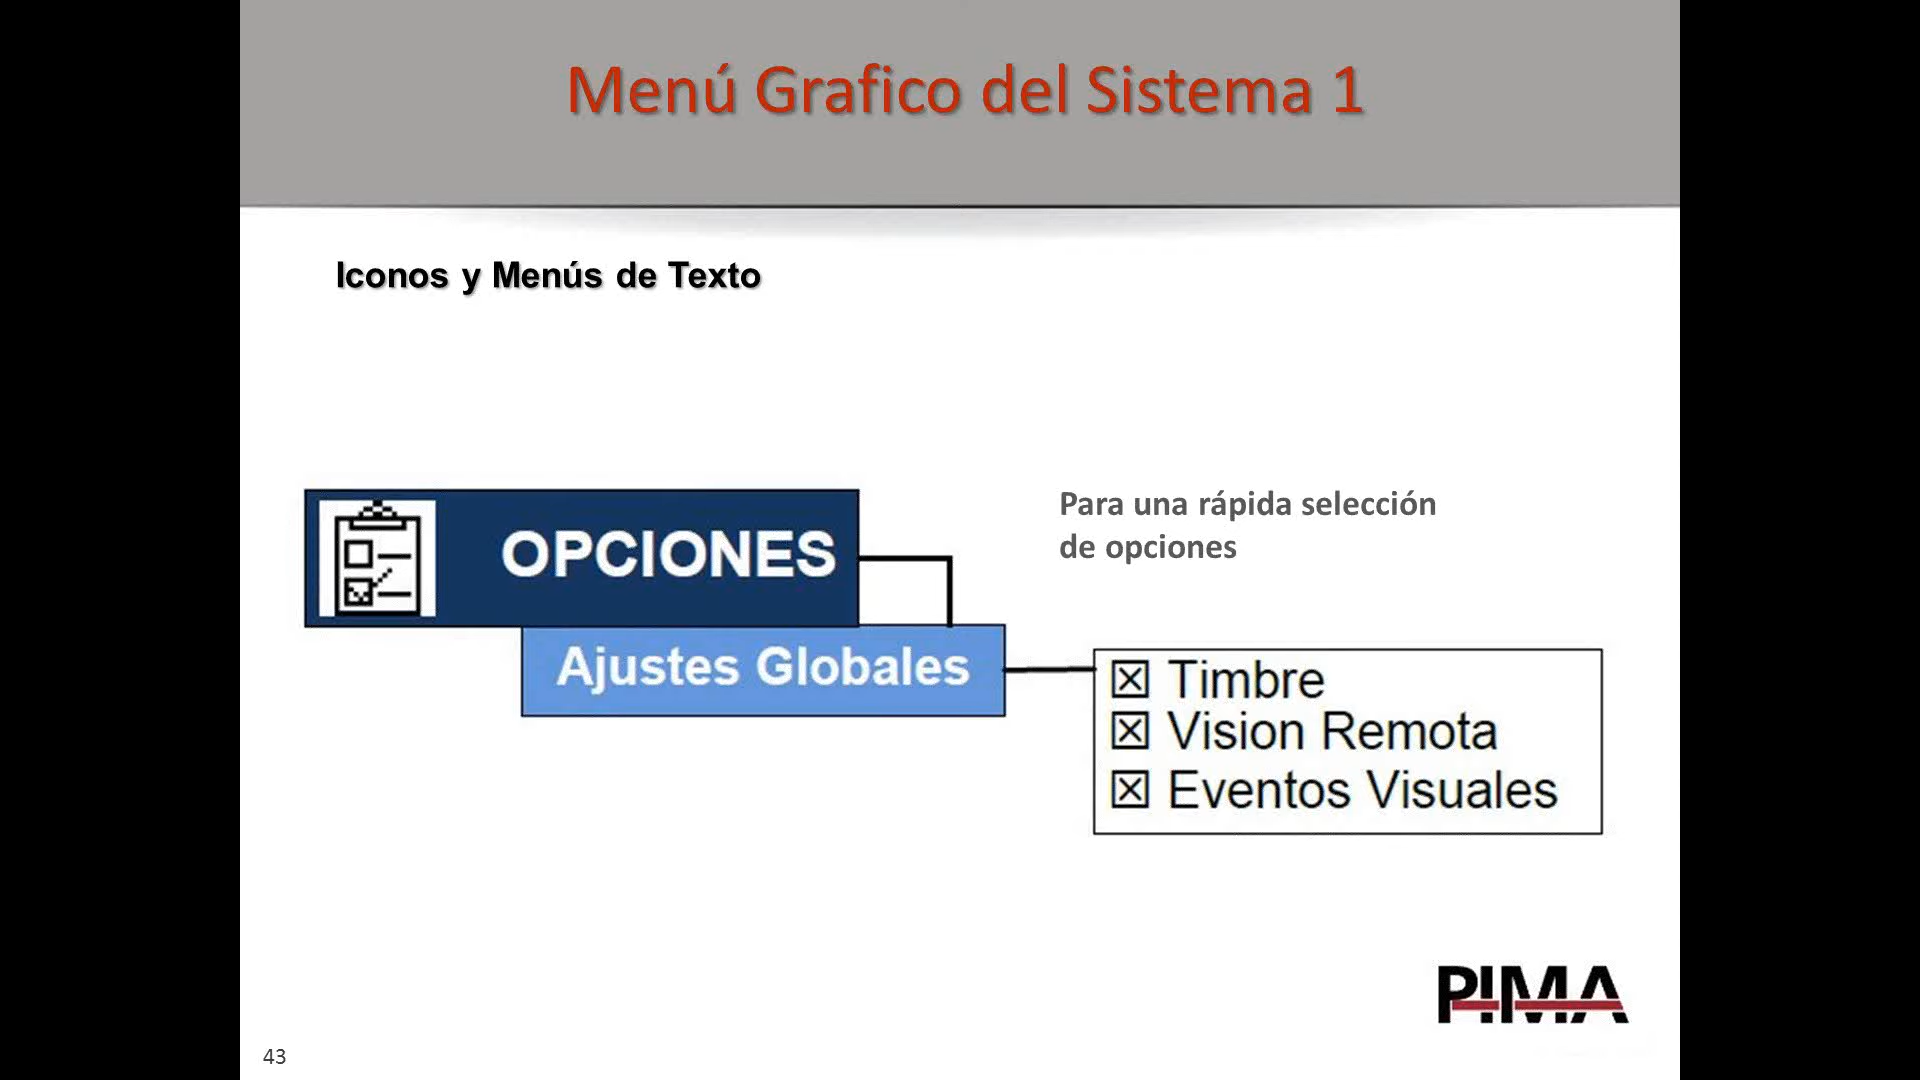 Menú Grafico del Sistema 1
Iconos y Menús de Texto
OPCIONES
Para una rápida selección
de opciones
Ajustes Globales
☒ Timbre
☒ Vision Remota
☒ Eventos Visuales
PIMA
43